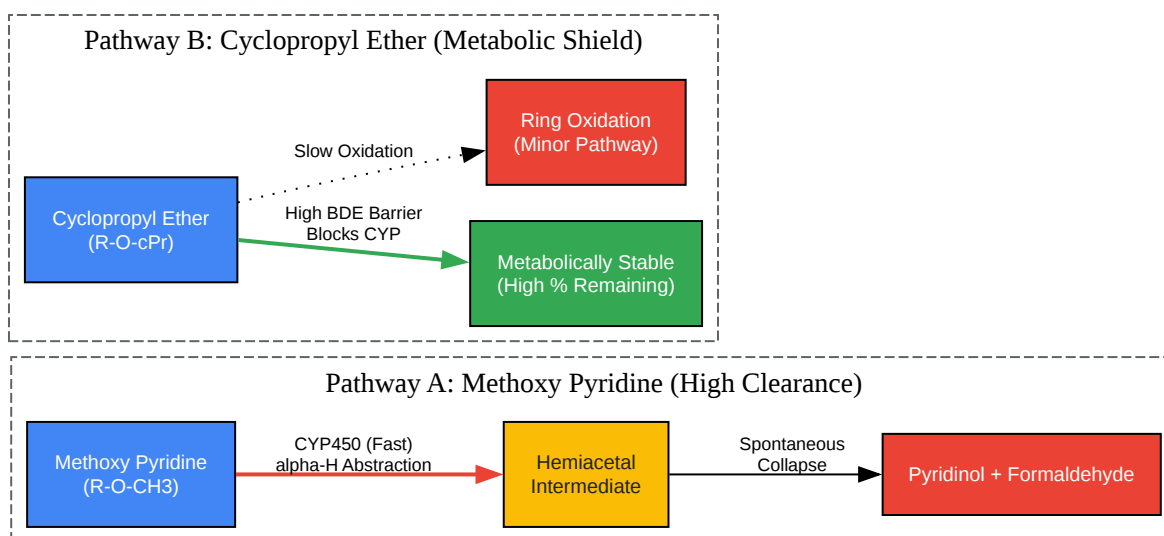 Pathway B: Cyclopropyl Ether (Metabolic Shield)
Ring Oxidation
(Minor Pathway)
Slow Oxidation
Cyclopropyl Ether
(R-O-cPr)
High BDE Barrier
Blocks CYP
Metabolically Stable
(High % Remaining)
Pathway A: Methoxy Pyridine (High Clearance)
Methoxy Pyridine
(R-O-CH3)
CYP450 (Fast)
alpha-H Abstraction
Hemiacetal
Intermediate
Spontaneous
Collapse
Pyridinol + Formaldehyde